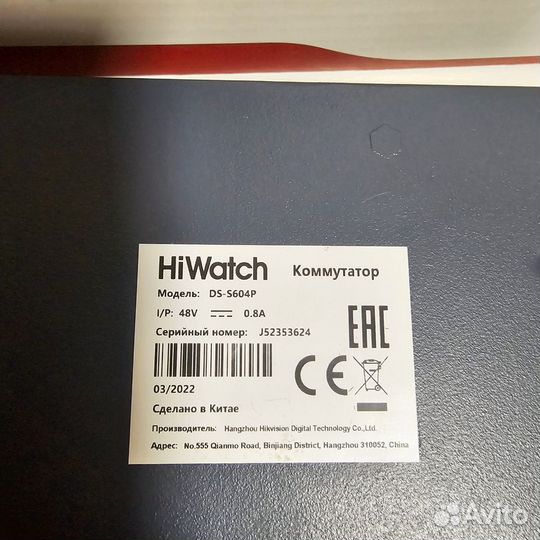 HiWatch Коммутатор
Модель: DS-S604P
I/P: 48V 0.8A
Серийный номер: J52353624
EAC
CE
03/2022
Сделано в Китае
Производитель: Hangzhou Hikvision Digital Technology Co.,Ltd.
Адрес: No.555 Qianmo Road, Binjiang District, Hangzhou 310052, China
Avito